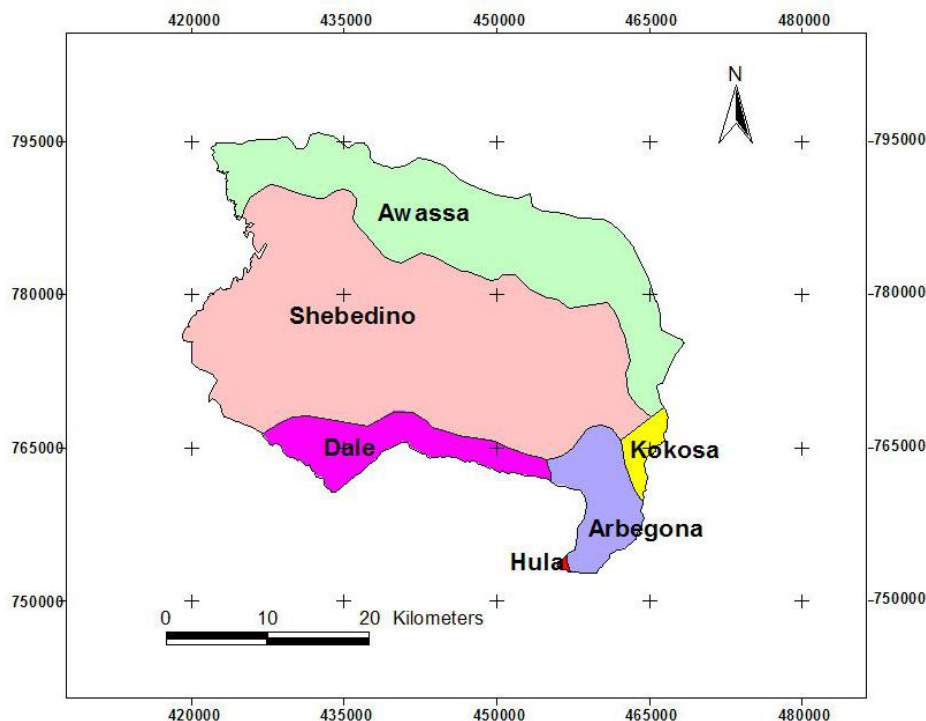 420000 435000 450000 465000 480000
N
795000 795000
Awassa
780000 780000
Shebedino
765000 Dale Kokosa 765000
Arbegona
Hula
750000 750000
0 10 20 Kilometers
420000 435000 450000 465000 480000